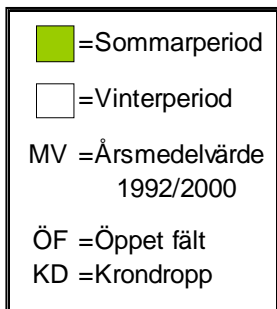 =Sommarperiod
=Vinterperiod
MV =Årsmedelvärde
1992/2000
ÖF =Öppet fält
KD =Krondropp